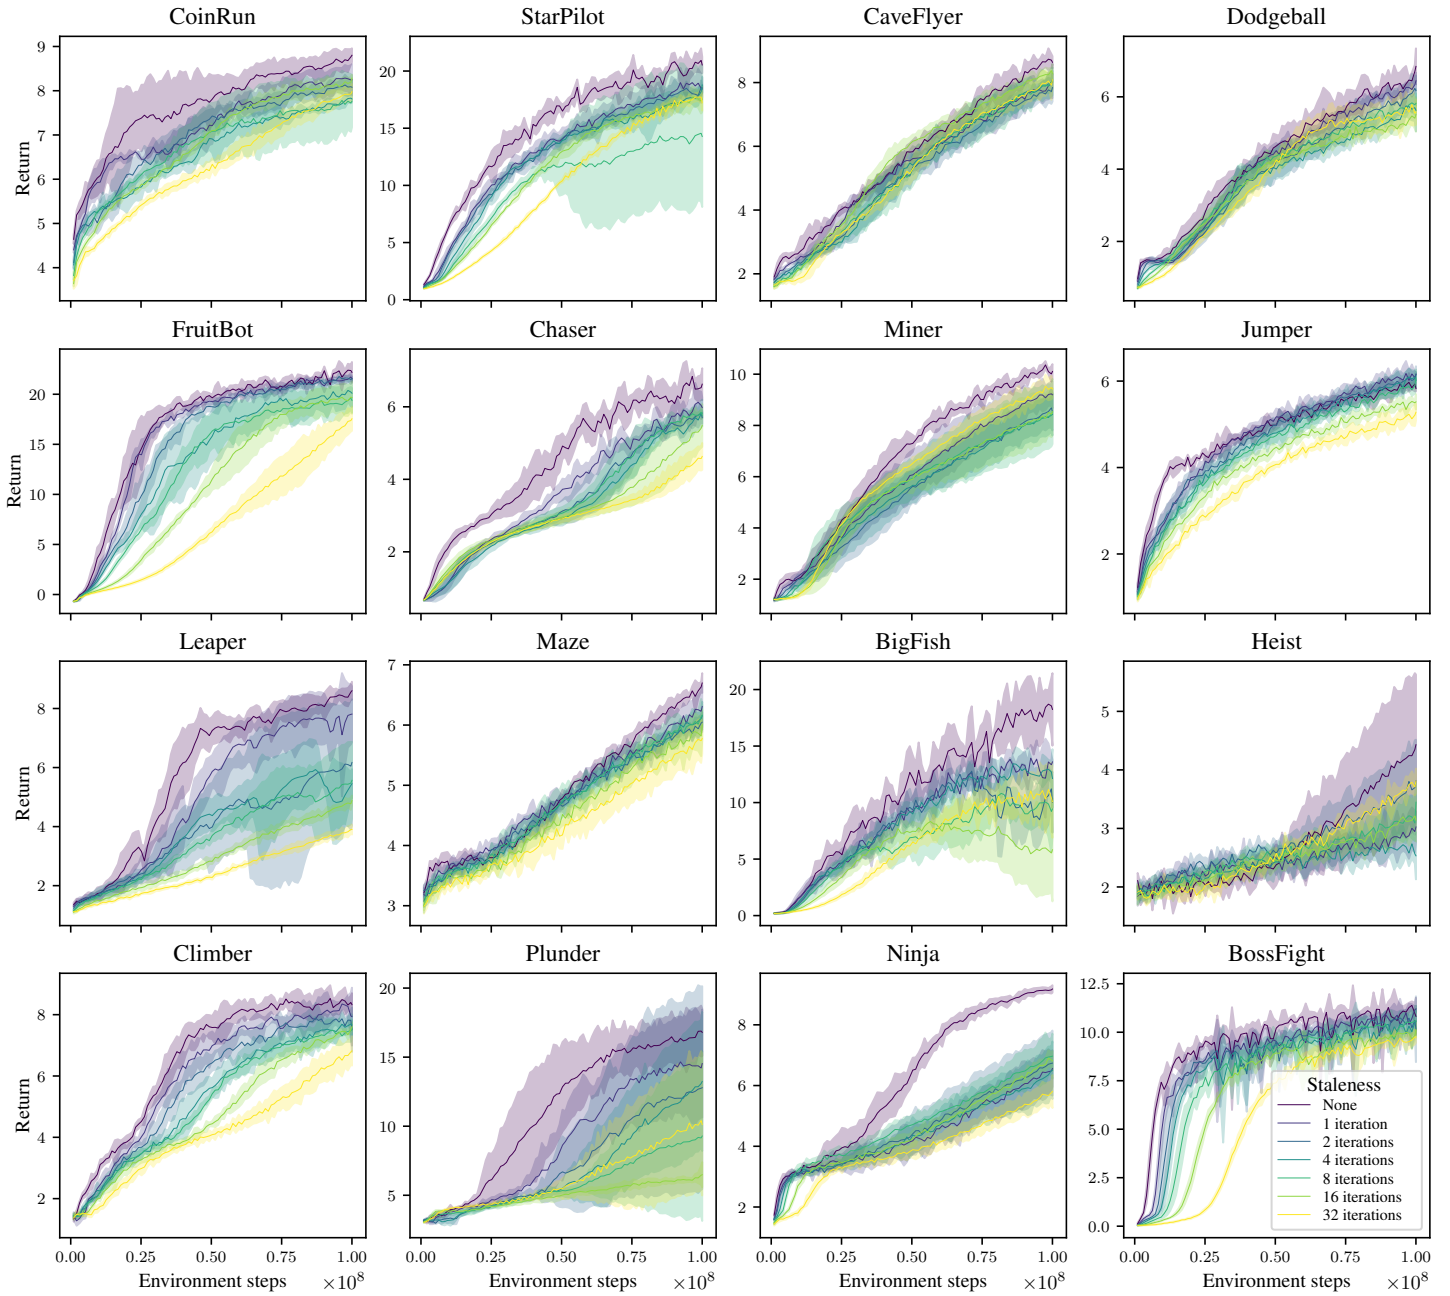 CoinRun StarPilot CaveFlyer Dodgeball
9 8 7 6 5 4
Return
20 15 10 5 0
8 6 4 2
6 4 2
FruitBot Chaser Miner Jumper
20 15 10 5 0
Return
6 4 2
10 8 6 4 2
6 4 2
Leaper Maze BigFish Heist
8 6 4 2
Return
7 6 5 4 3
20 15 10 5 0
5 4 3 2
Climber Plunder Ninja BossFight
8 6 4 2
Return
20 15 10 5
8 6 4 2
12.5 10.0 7.5 5.0 2.5 0.0
Staleness
None
1 iteration
2 iterations
4 iterations
8 iterations
16 iterations
32 iterations
0.00 0.25 0.50 0.75 1.00 0.00 0.25 0.50 0.75 1.00 0.00 0.25 0.50 0.75 1.00 0.00 0.25 0.50 0.75 1.00
Environment steps ×10⁸ Environment steps ×10⁸ Environment steps ×10⁸ Environment steps ×10⁸